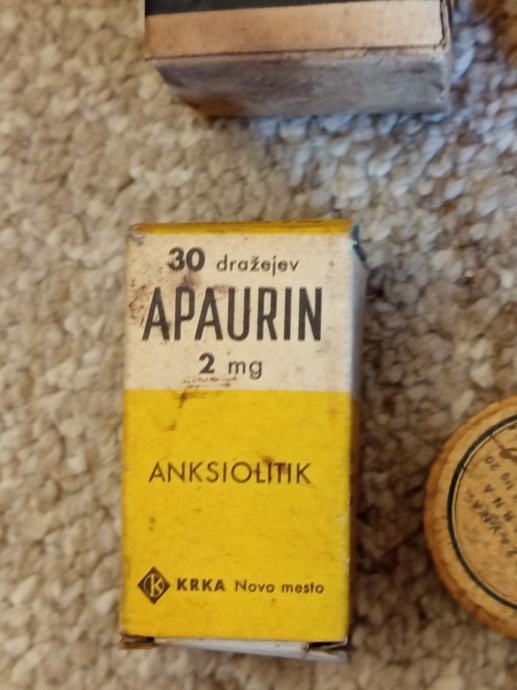 30 dražejev
APAURIN
2 mg
ANKSIOLITIK
K KRKA Novo mesto